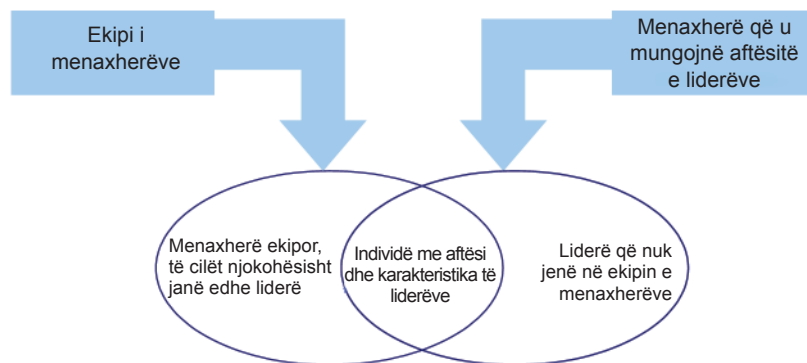 Ekipi i
menaxherëve
Menaxherë që u
mungojnë aftësitë
e liderëve
Menaxherë ekipor,
të cilët njokohësisht
janë edhe liderë
Individë me aftësi
dhe karakteristika të
liderëve
Liderë që nuk
jenë në ekipin e
menaxherëve